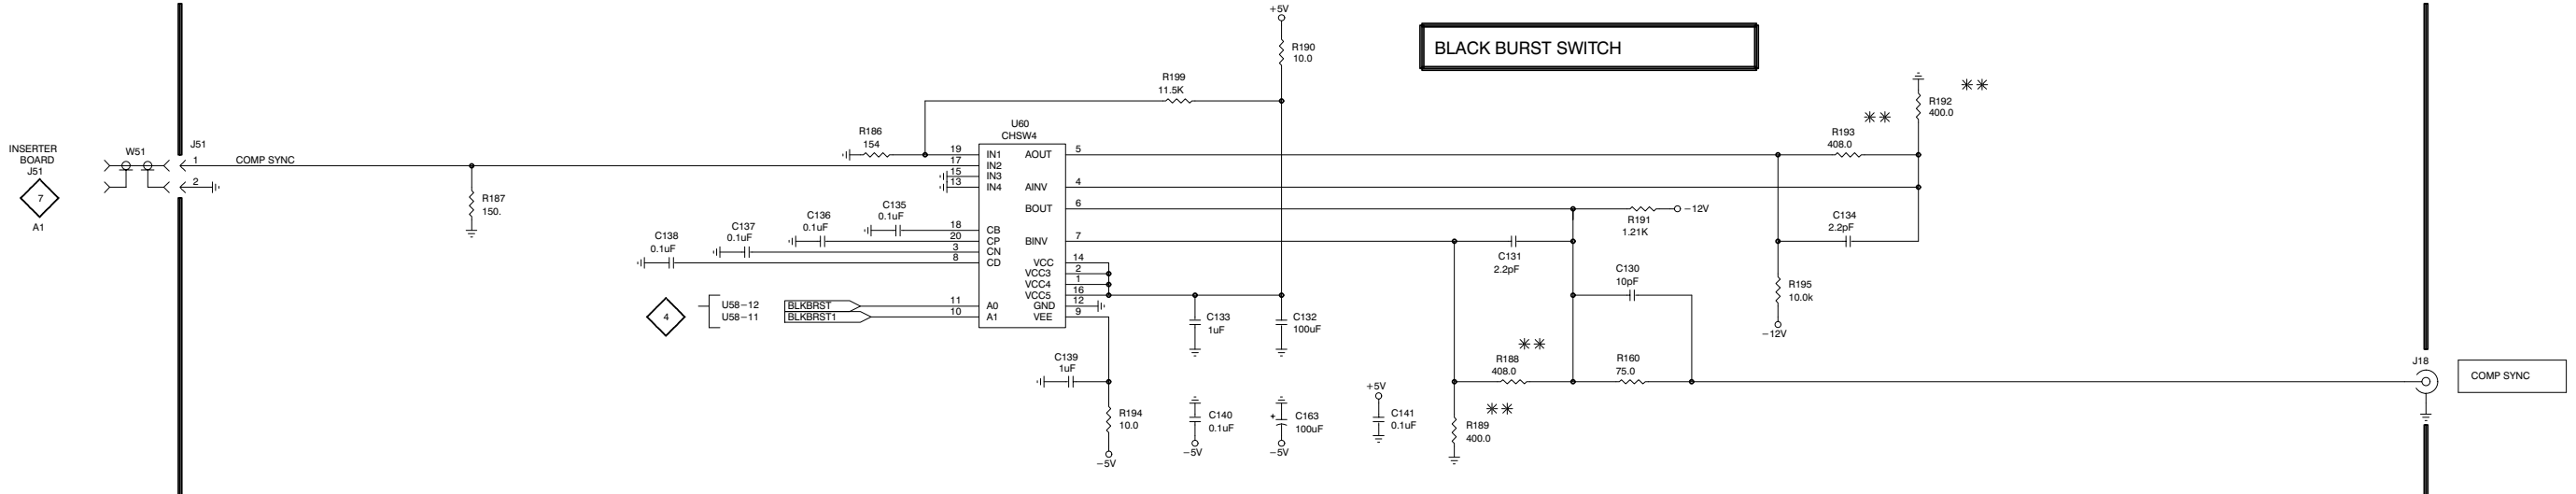 BLACK BURST SWITCH
INSERTER
BOARD
J51
7
A1
W51
J51
1
2
COMP SYNC
R187
150.
R186
154
R199
11.5K
+5V
R190
10.0
U60
CHSW4
19 IN1
17 IN2
15 IN3
13 IN4
18 CB
20 CP
3 CN
8 CD
11 A0
10 A1
AOUT 5
AINV 4
BOUT 6
BINV 7
VCC 14
VCC3 2
VCC4 1
VCC5 16
GND 12
VEE 9
C135
0.1uF
C136
0.1uF
C137
0.1uF
C138
0.1uF
4
U58-12
U58-11
BLKBRST
BLKBRST1
C139
1uF
R194
10.0
-5V
C133
1uF
C132
100uF
C140
0.1uF
-5V
+
C163
100uF
-5V
+5V
C141
0.1uF
R192
400.0
**
**
R193
408.0
R191
1.21K
-12V
C134
2.2pF
C131
2.2pF
C130
10pF
R195
10.0k
-12V
**
R188
408.0
R160
75.0
**
R189
400.0
J18
COMP SYNC